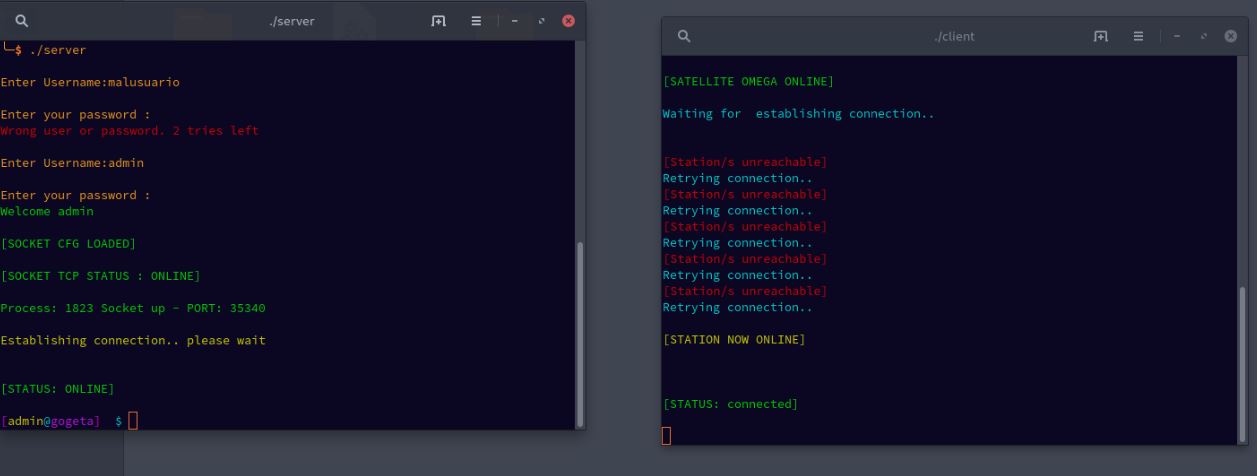 ./server
╰─$ ./server
Enter Username:malusuario
Enter your password :
Wrong user or password. 2 tries left
Enter Username:admin
Enter your password :
Welcome admin
[SOCKET CFG LOADED]
[SOCKET TCP STATUS : ONLINE]
Process: 1823 Socket up - PORT: 35340
Establishing connection.. please wait
[STATUS: ONLINE]
[admin@gogeta]  $
./client
[SATELLITE OMEGA ONLINE]
Waiting for  establishing connection..
[Station/s unreachable]
Retrying connection..
[Station/s unreachable]
Retrying connection..
[Station/s unreachable]
Retrying connection..
[Station/s unreachable]
Retrying connection..
[Station/s unreachable]
Retrying connection..
[STATION NOW ONLINE]
[STATUS: connected]